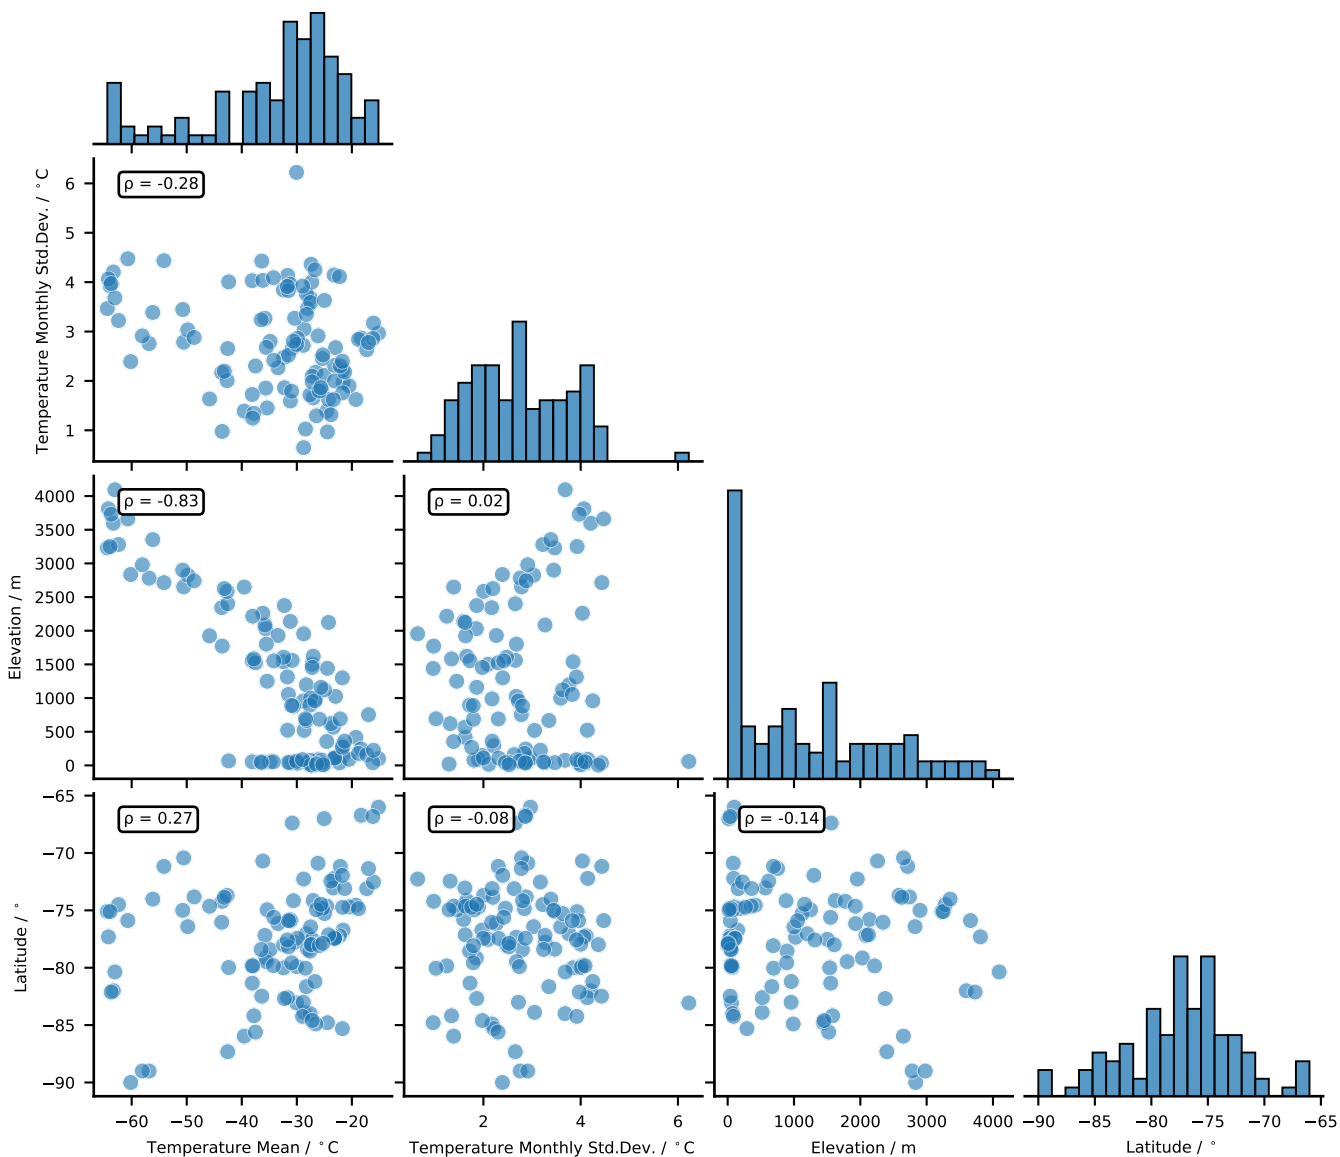 6
5
4
3
2
1
Temperature Monthly Std.Dev. / °C
ρ = -0.28
4000
3500
3000
2500
2000
1500
1000
500
0
Elevation / m
ρ = -0.83
ρ = 0.02
−65
−70
−75
−80
−85
−90
Latitude / °
ρ = 0.27
ρ = -0.08
ρ = -0.14
−60 −50 −40 −30 −20
2 4 6
0 1000 2000 3000 4000
−90 −85 −80 −75 −70 −65
Temperature Mean / °C
Temperature Monthly Std.Dev. / °C
Elevation / m
Latitude / °